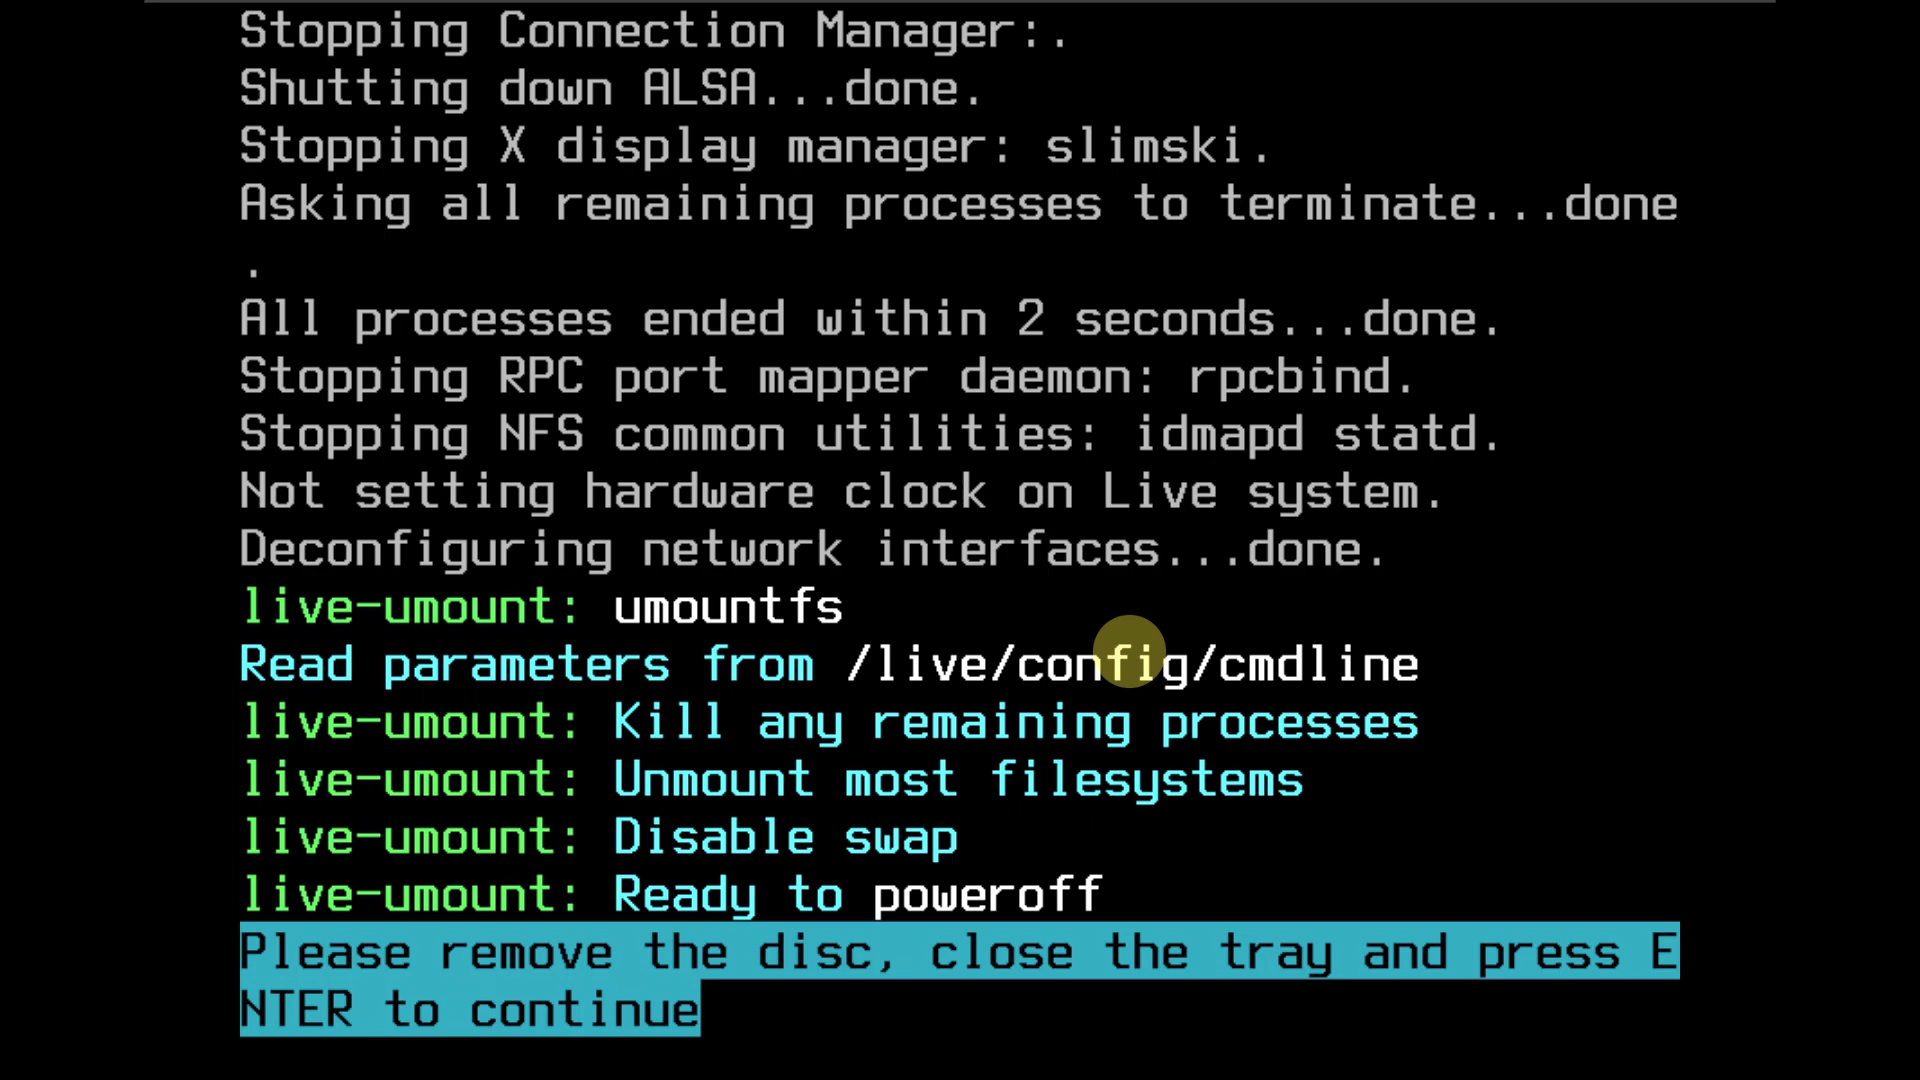 Stopping Connection Manager:.
Shutting down ALSA...done.
Stopping X display manager: slimski.
Asking all remaining processes to terminate...done
.
All processes ended within 2 seconds...done.
Stopping RPC port mapper daemon: rpcbind.
Stopping NFS common utilities: idmapd statd.
Not setting hardware clock on Live system.
Deconfiguring network interfaces...done.
live-umount: umountfs
Read parameters from /live/config/cmdline
live-umount: Kill any remaining processes
live-umount: Unmount most filesystems
live-umount: Disable swap
live-umount: Ready to poweroff
Please remove the disc, close the tray and press E
NTER to continue